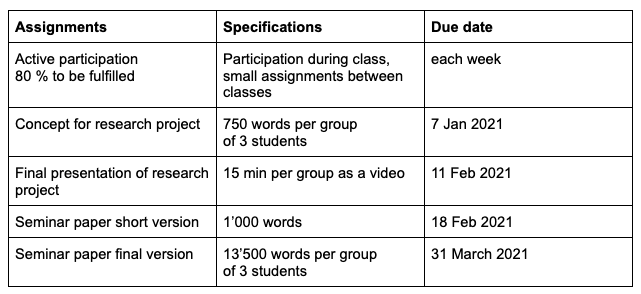 Assignments Specifications Due date
Active participation Participation during class, each week
80 % to be fulfilled small assignments between
classes
Concept for research project 750 words per group 7 Jan 2021
of 3 students
Final presentation of research 15 min per group as a video 11 Feb 2021
project
Seminar paper short version 1’000 words 18 Feb 2021
Seminar paper final version 13’500 words per group 31 March 2021
of 3 students